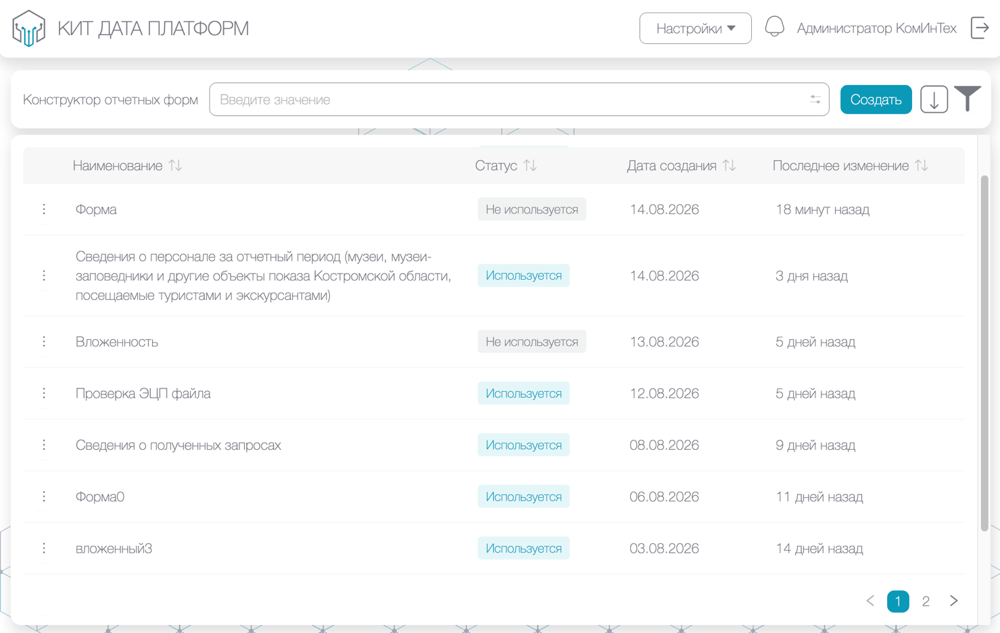 КИТ ДАТА ПЛАТФОРМ
Настройки
Администратор КомИнТех
Конструктор отчетных форм
Введите значение
Создать
Наименование
Статус
Дата создания
Последнее изменение
Форма
Не используется
14.08.2026
18 минут назад
Сведения о персонале за отчетный период (музеи, музеи-
заповедники и другие объекты показа Костромской области,
посещаемые туристами и экскурсантами)
Используется
14.08.2026
3 дня назад
Вложенность
Не используется
13.08.2026
5 дней назад
Проверка ЭЦП файла
Используется
12.08.2026
5 дней назад
Сведения о полученных запросах
Используется
08.08.2026
9 дней назад
Форма0
Используется
06.08.2026
11 дней назад
вложенный3
Используется
03.08.2026
14 дней назад
1
2